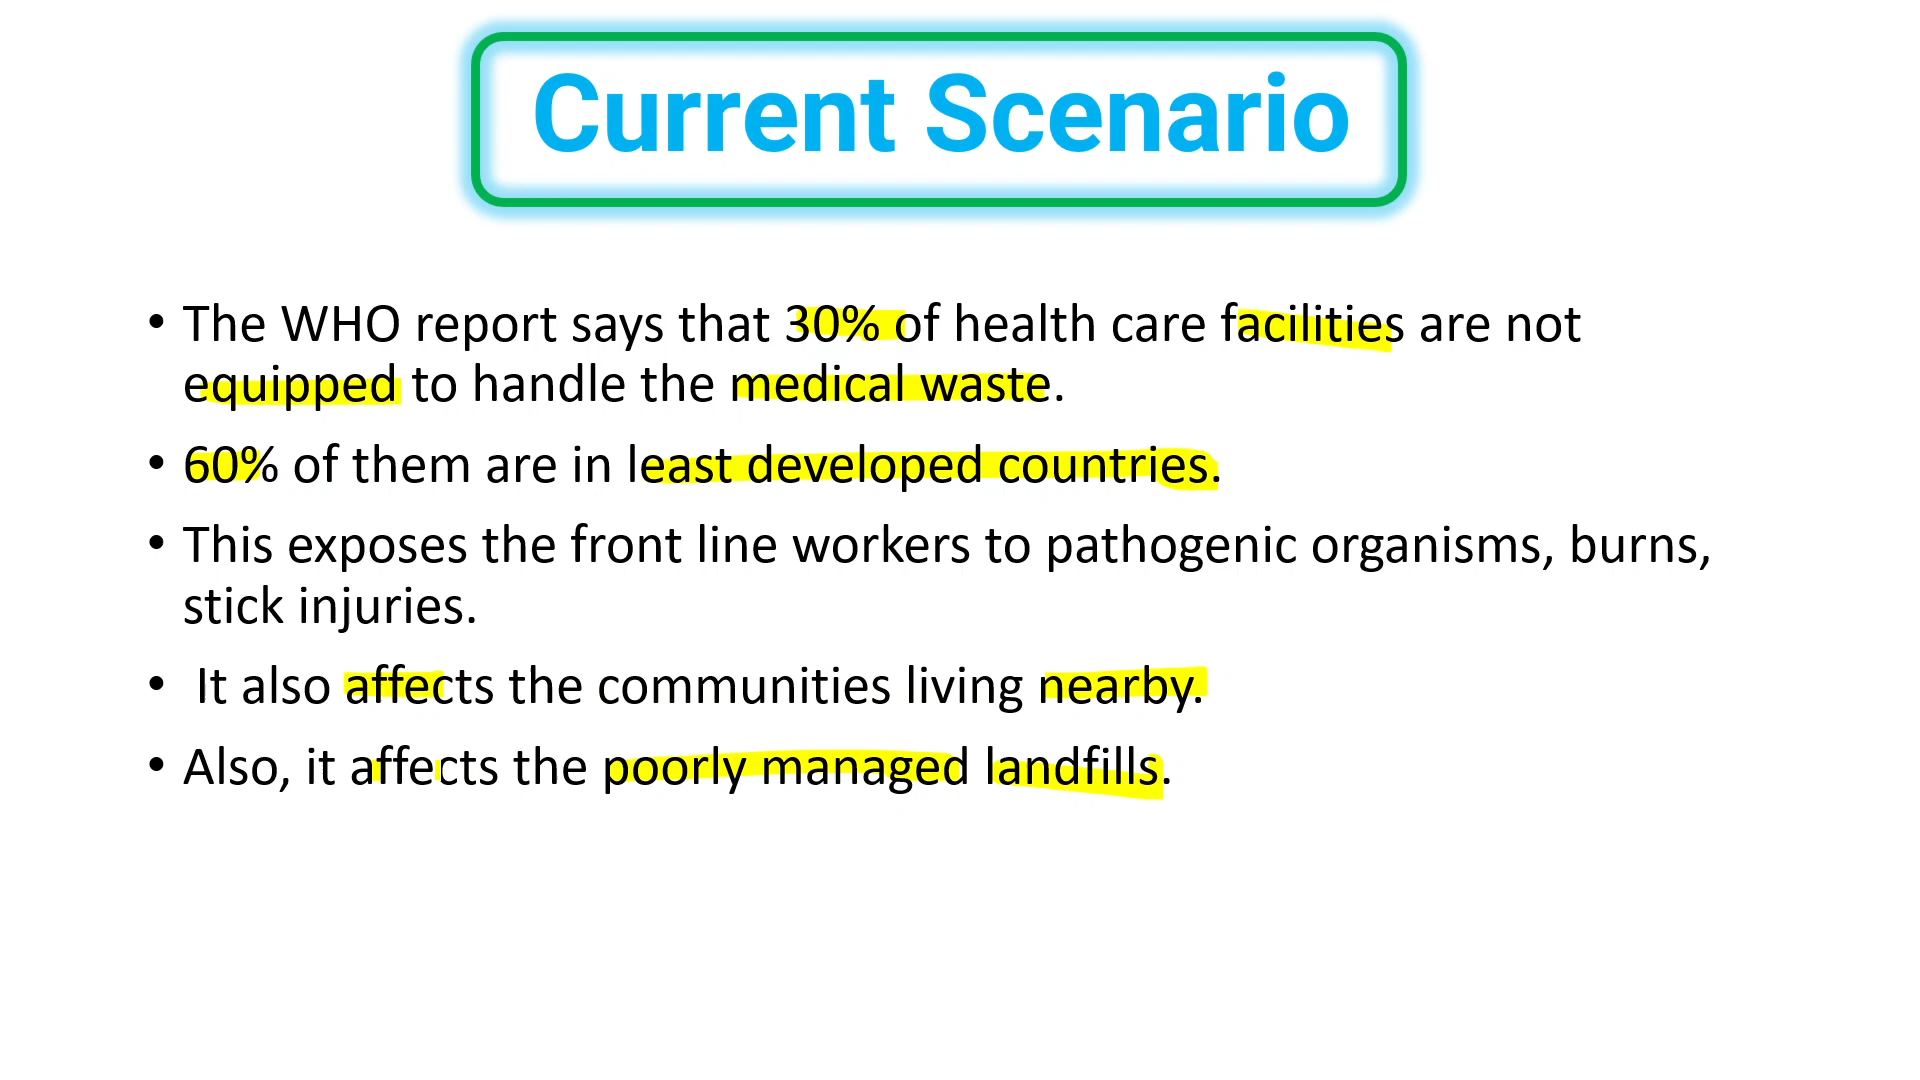 Current Scenario
• The WHO report says that 30% of health care facilities are not
equipped to handle the medical waste.
• 60% of them are in least developed countries.
• This exposes the front line workers to pathogenic organisms, burns,
stick injuries.
• It also affects the communities living nearby.
• Also, it affects the poorly managed landfills.